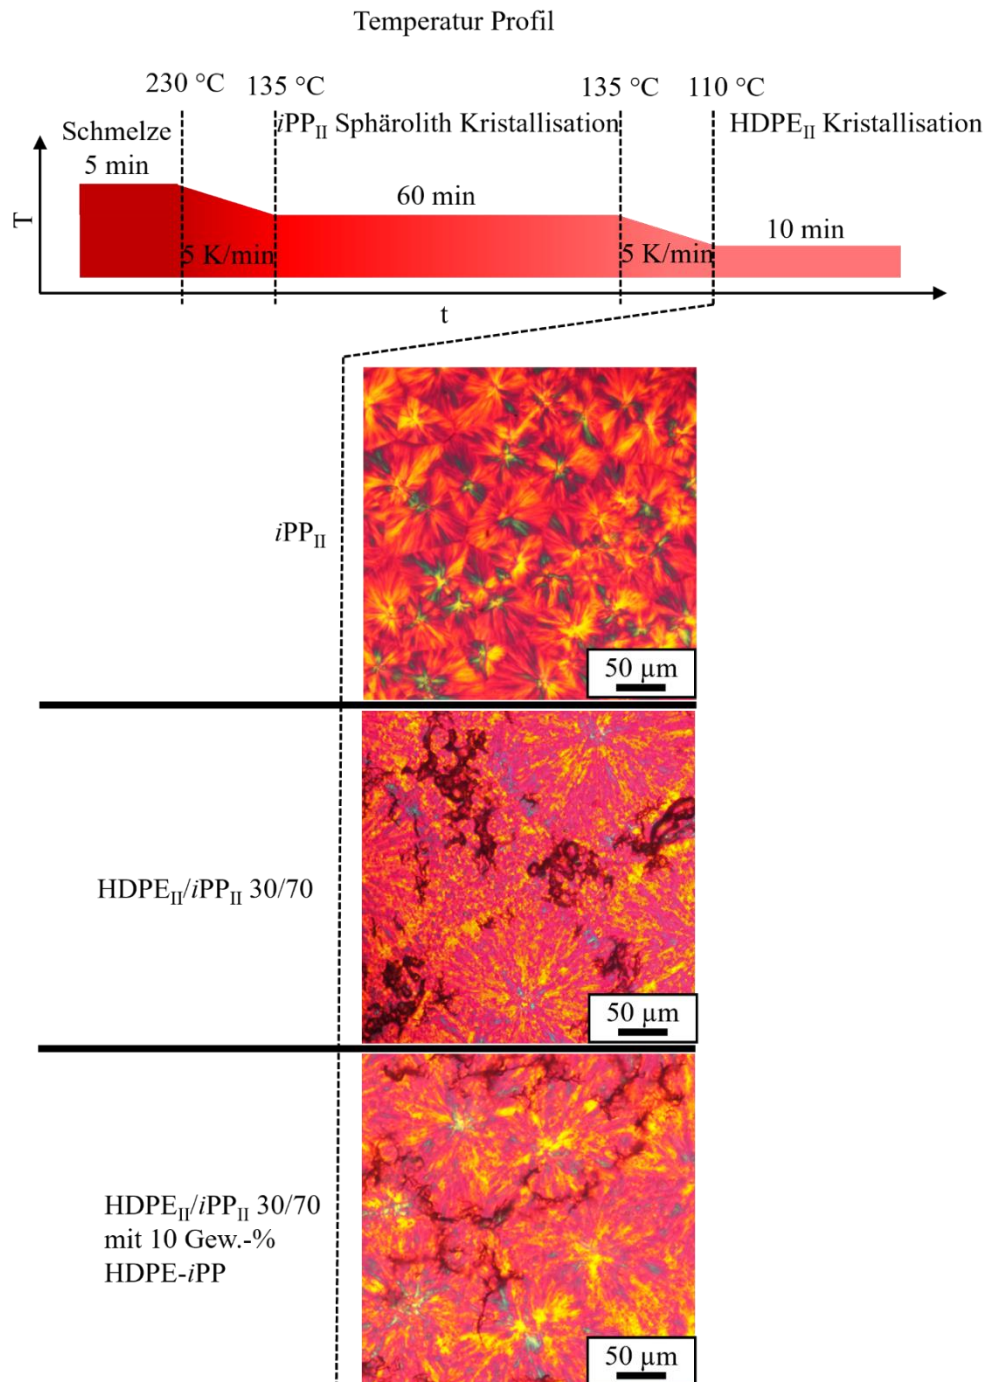 Temperatur Profil
230 °C
135 °C
135 °C
110 °C
Schmelze
iPPII Sphärolith Kristallisation
HDPEII Kristallisation
5 min
60 min
10 min
T
5 K/min
5 K/min
t
iPPII
50 µm
HDPEII/iPPII 30/70
50 µm
HDPEII/iPPII 30/70
mit 10 Gew.-%
HDPE-iPP
50 µm